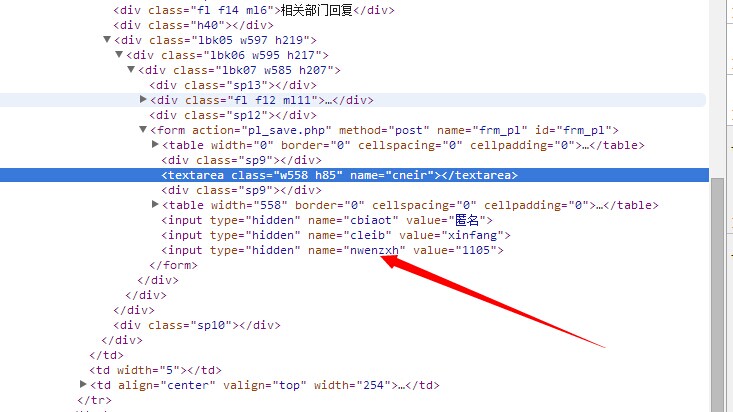 <div class="fl f14 ml6">相关部门回复</div>
<div class="h40"></div>
▼<div class="lbk05 w597 h219">
▼<div class="lbk06 w595 h217">
▼<div class="lbk07 w585 h207">
<div class="sp13"></div>
▶<div class="fl f12 ml11">…</div>
<div class="sp12"></div>
▼<form action="pl_save.php" method="post" name="frm_pl" id="frm_pl">
▶<table width="0" border="0" cellspacing="0" cellpadding="0">…</table>
<div class="sp9"></div>
<textarea class="w558 h85" name="cneir"></textarea>
<div class="sp9"></div>
▶<table width="558" border="0" cellspacing="0" cellpadding="0">…</table>
<input type="hidden" name="cbiaot" value="匿名">
<input type="hidden" name="cleib" value="xinfang">
<input type="hidden" name="nwenzxh" value="1105">
</form>
</div>
</div>
</div>
<div class="sp10"></div>
</div>
</td>
<td width="5"></td>
▶<td align="center" valign="top" width="254">…</td>
</tr>